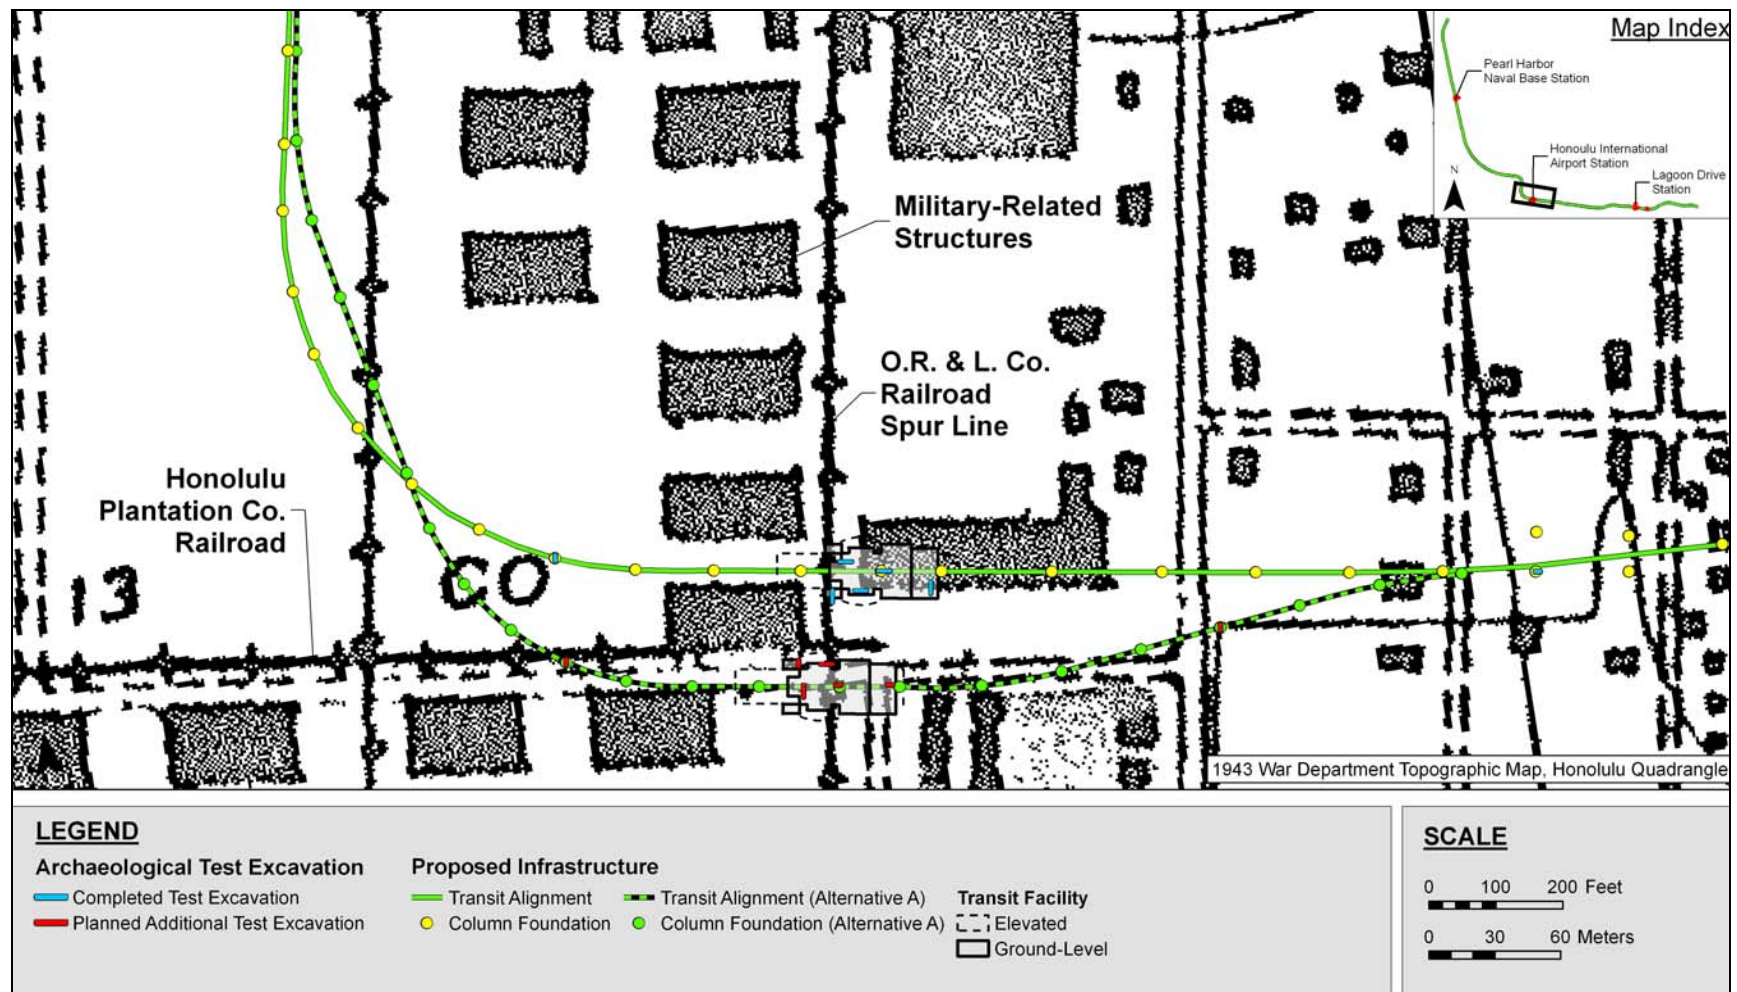 Map Index
Pearl Harbor
Naval Base Station
Honoulu International
Airport Station
Lagoon Drive
Station
N
Military-Related
Structures
O.R. & L. Co.
Railroad
Spur Line
Honolulu
Plantation Co.
Railroad
CO
13
1943 War Department Topographic Map, Honolulu Quadrangle
LEGEND
Archaeological Test Excavation
Completed Test Excavation
Planned Additional Test Excavation
Proposed Infrastructure
Transit Alignment
Column Foundation
Transit Alignment (Alternative A)
Column Foundation (Alternative A)
Transit Facility
Elevated
Ground-Level
SCALE
0 100 200 Feet
0 30 60 Meters